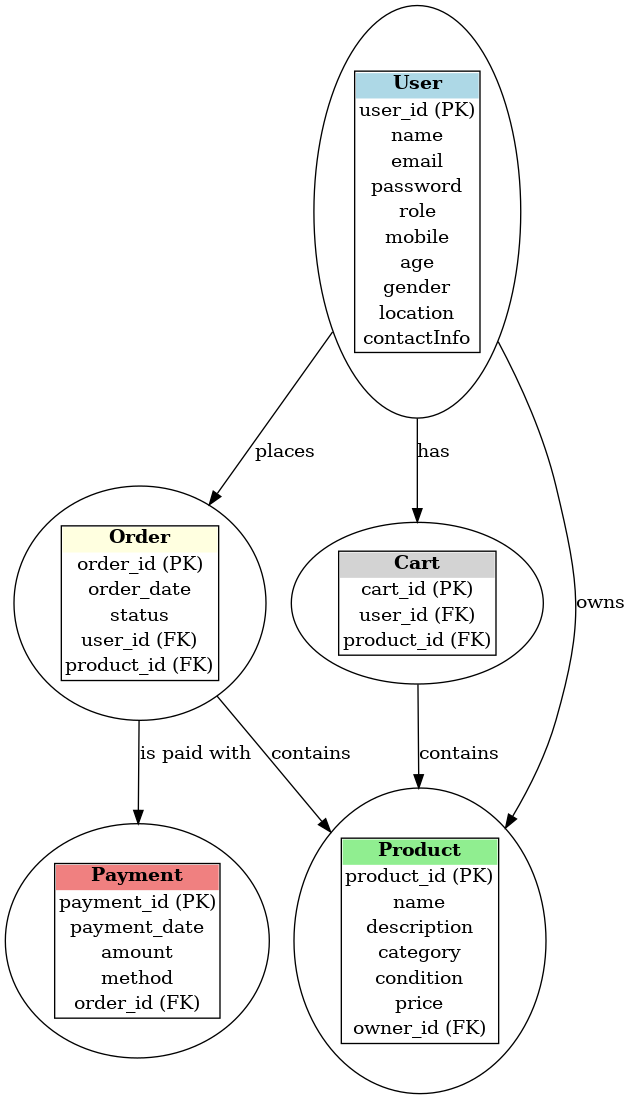 User
user_id (PK)
name
email
password
role
mobile
age
gender
location
contactInfo
places
has
owns
Order
order_id (PK)
order_date
status
user_id (FK)
product_id (FK)
Cart
cart_id (PK)
user_id (FK)
product_id (FK)
is paid with
contains
contains
Payment
payment_id (PK)
payment_date
amount
method
order_id (FK)
Product
product_id (PK)
name
description
category
condition
price
owner_id (FK)